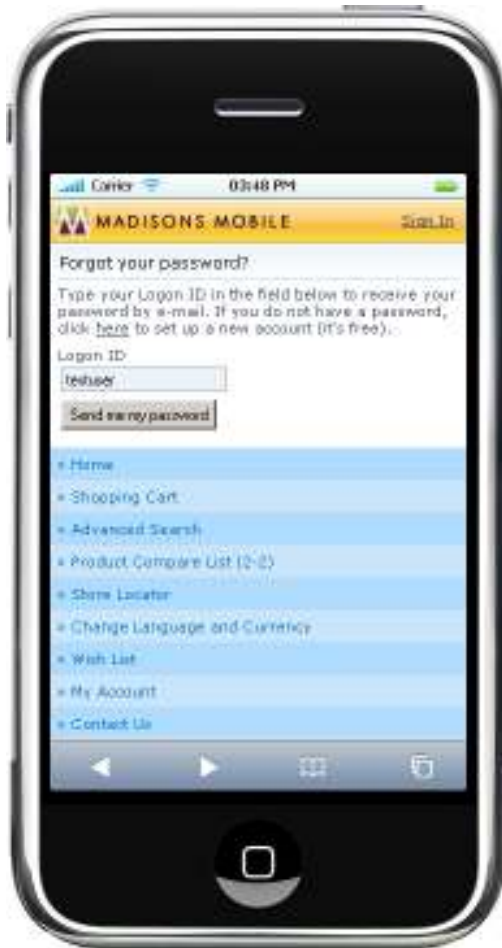 Carrier 03:48 PM
MADISONS MOBILE Sign In
Forgot your password?
Type your Logon ID in the field below to receive your
password by e-mail. If you do not have a password,
click here to set up a new account (it's free).
Logon ID
testuser
Send me my password
» Home
» Shopping Cart
» Advanced Search
» Product Compare List (2-2)
» Store Locator
» Change Language and Currency
» Wish List
» My Account
» Contact Us